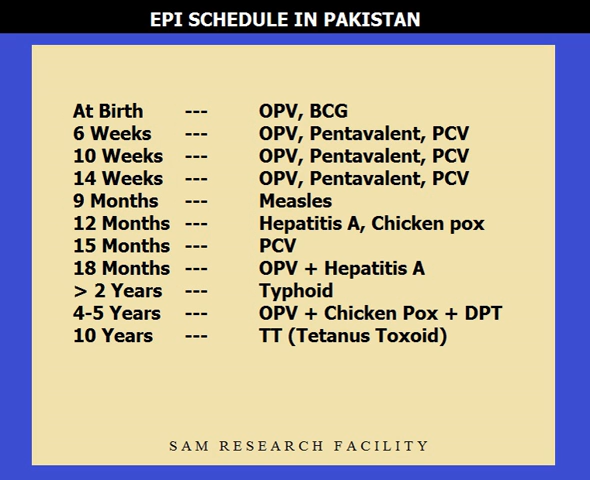 EPI SCHEDULE IN PAKISTAN
At Birth --- OPV, BCG
6 Weeks --- OPV, Pentavalent, PCV
10 Weeks --- OPV, Pentavalent, PCV
14 Weeks --- OPV, Pentavalent, PCV
9 Months --- Measles
12 Months --- Hepatitis A, Chicken pox
15 Months --- PCV
18 Months --- OPV + Hepatitis A
> 2 Years --- Typhoid
4-5 Years --- OPV + Chicken Pox + DPT
10 Years --- TT (Tetanus Toxoid)
SAM RESEARCH FACILITY